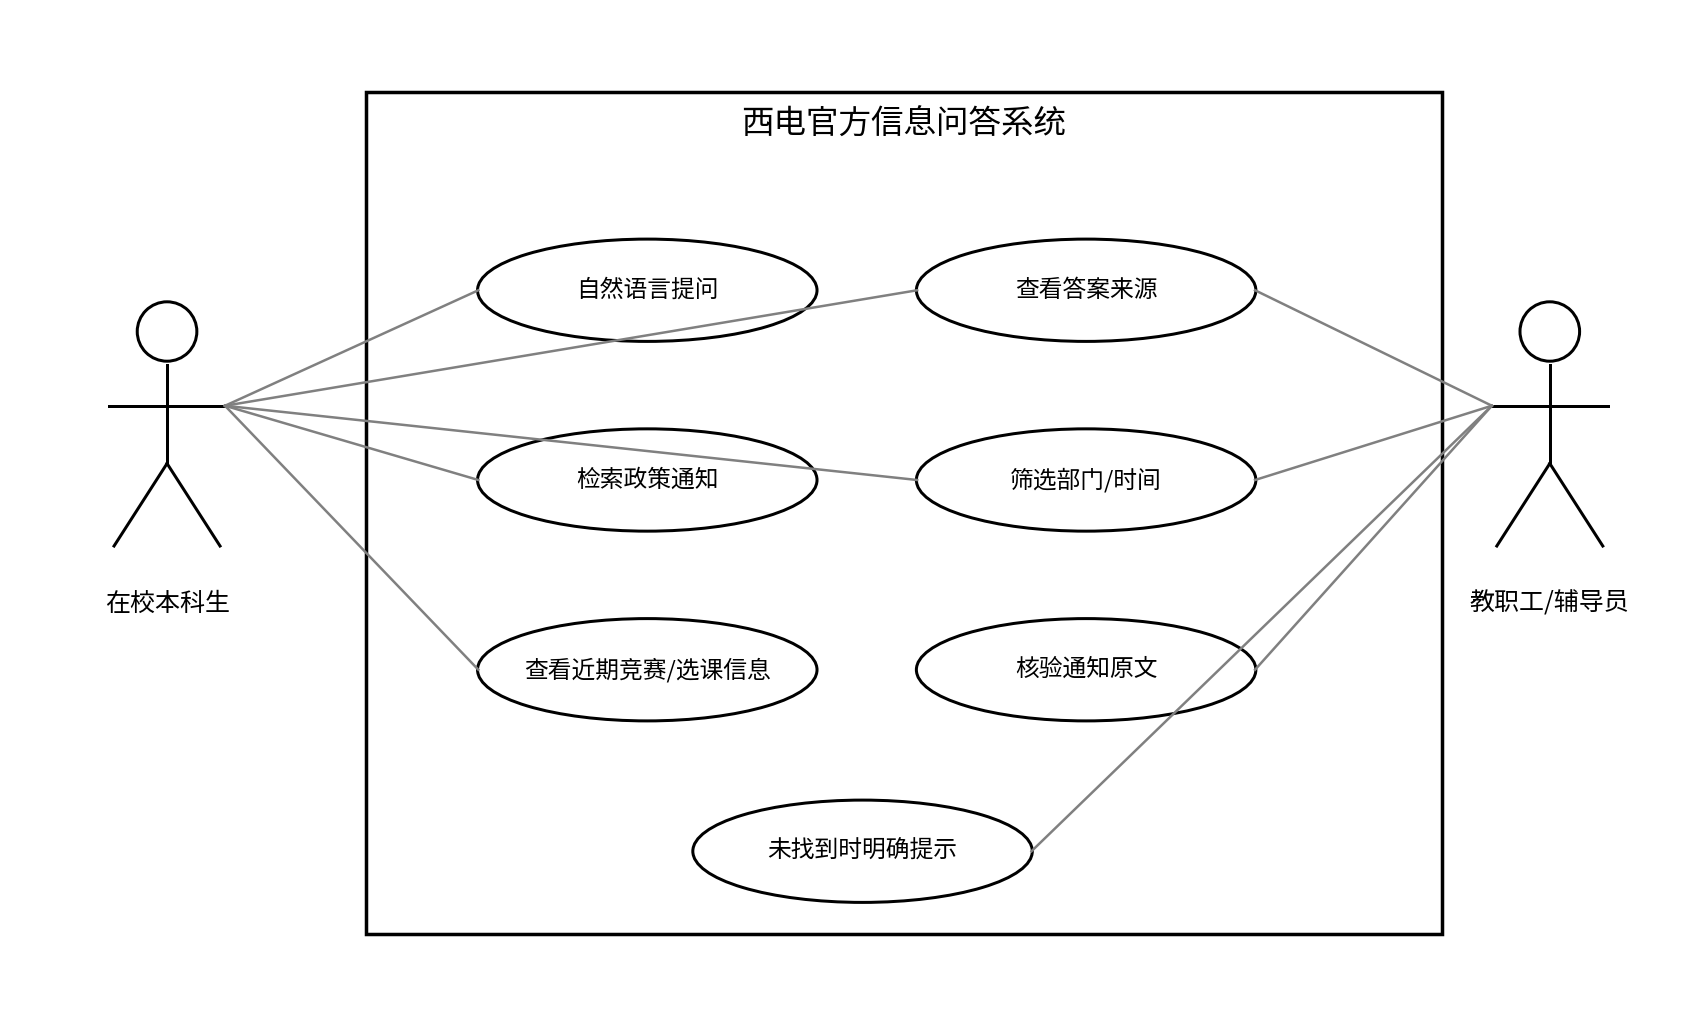 西电官方信息问答系统
自然语言提问
查看答案来源
检索政策通知
筛选部门/时间
在校本科生
教职工/辅导员
查看近期竞赛/选课信息
核验通知原文
未找到时明确提示